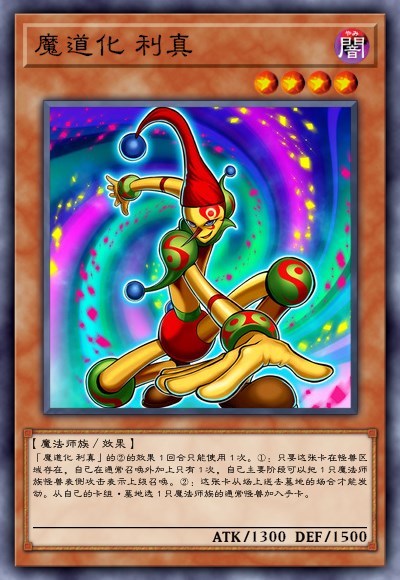 魔道化 利真
やみ
闇
【魔法师族／效果】
「魔道化 利真」的②的效果1回合只能使用1次。①：只要这张卡在怪兽区
域存在，自己在通常召唤外加上只有1次，自己主要阶段可以把1只魔法师
族怪兽表侧攻击表示上级召唤。②：这张卡从场上送去墓地的场合才能发
动。从自己的卡组·墓地选1只魔法师族的通常怪兽加入手卡。
ATK/1300 DEF/1500